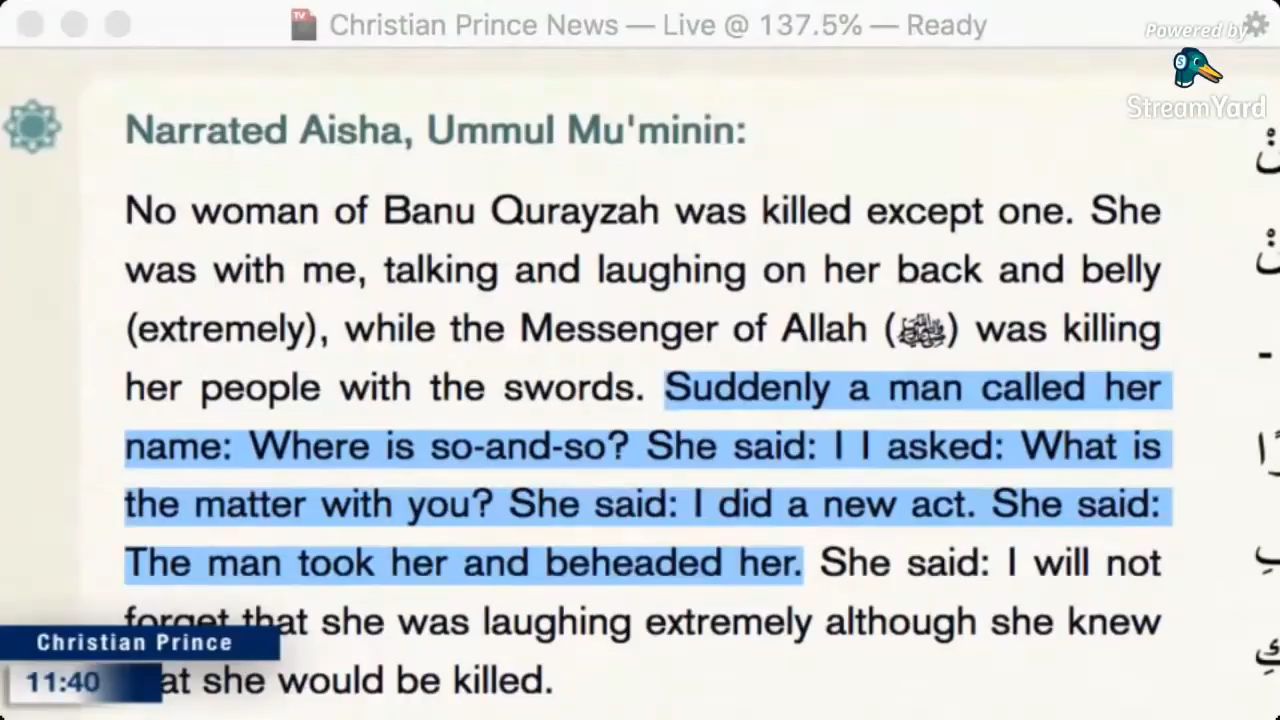 Christian Prince News — Live @ 137.5% — Ready
Powered by
StreamYard
Narrated Aisha, Ummul Mu'minin:
No woman of Banu Qurayzah was killed except one. She
was with me, talking and laughing on her back and belly
(extremely), while the Messenger of Allah (ﷺ) was killing
her people with the swords. Suddenly a man called her
name: Where is so-and-so? She said: I I asked: What is
the matter with you? She said: I did a new act. She said:
The man took her and beheaded her. She said: I will not
forget that she was laughing extremely although she knew
at she would be killed.
Christian Prince
11:40